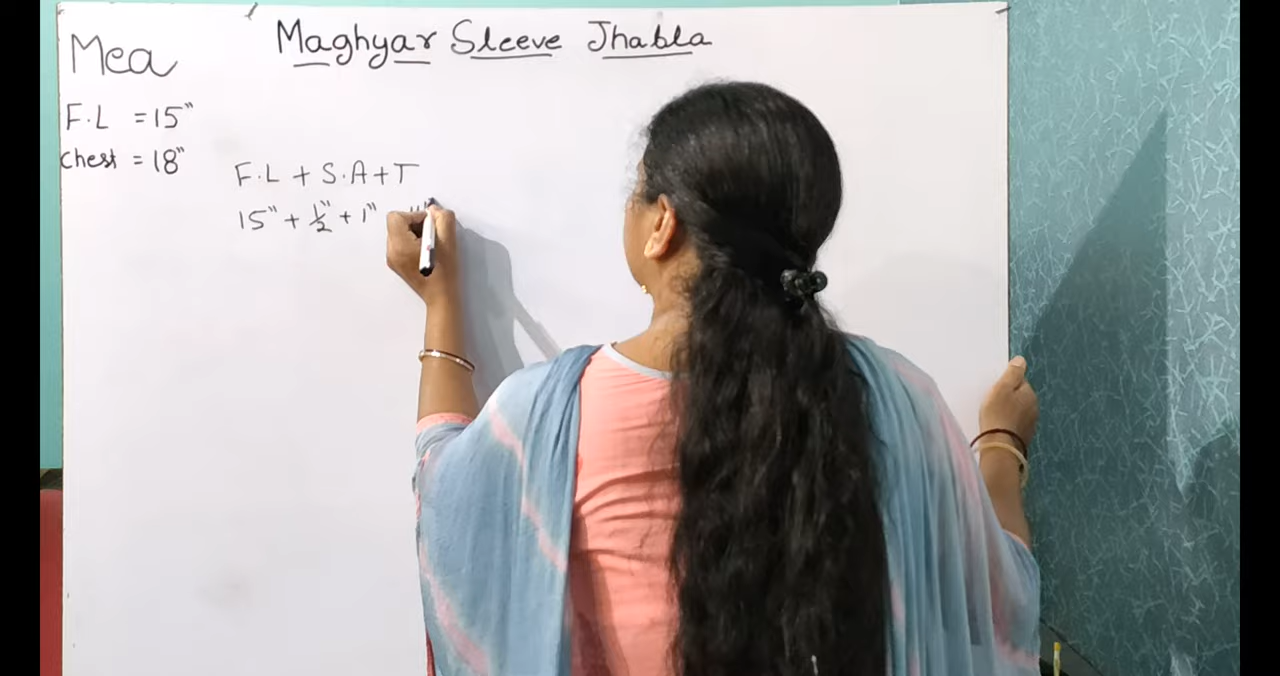 Maghyar Sleeve Jhabla
Mea
F.L = 15"
chest = 18"
F.L + S.A + T
15" + 1/2" + 1"